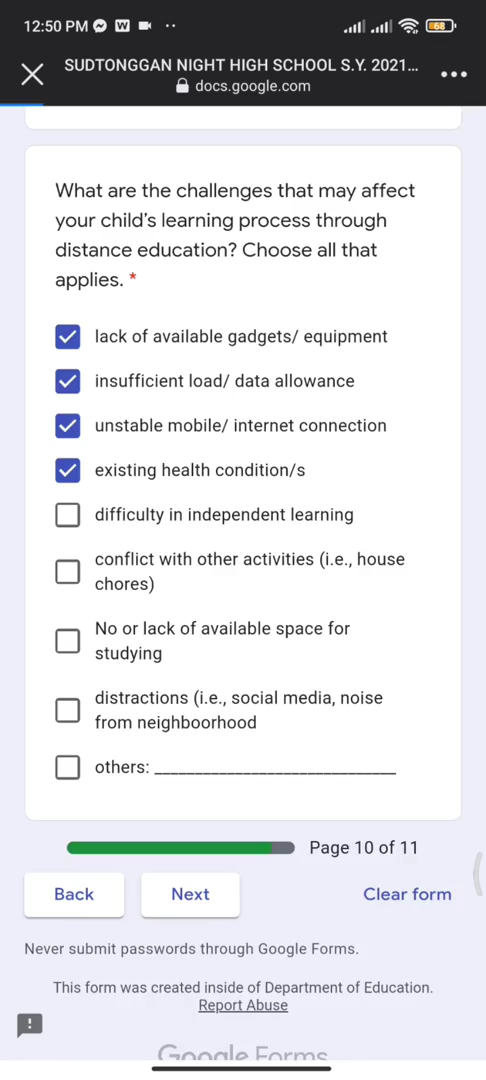 12:50 PM
68
SUDTONGGAN NIGHT HIGH SCHOOL S.Y. 2021...
docs.google.com
What are the challenges that may affect
your child's learning process through
distance education? Choose all that
applies. *
lack of available gadgets/ equipment
insufficient load/ data allowance
unstable mobile/ internet connection
existing health condition/s
difficulty in independent learning
conflict with other activities (i.e., house
chores)
No or lack of available space for
studying
distractions (i.e., social media, noise
from neighboorhood
others: ______________________________
Page 10 of 11
Back
Next
Clear form
Never submit passwords through Google Forms.
This form was created inside of Department of Education.
Report Abuse
Google Forms